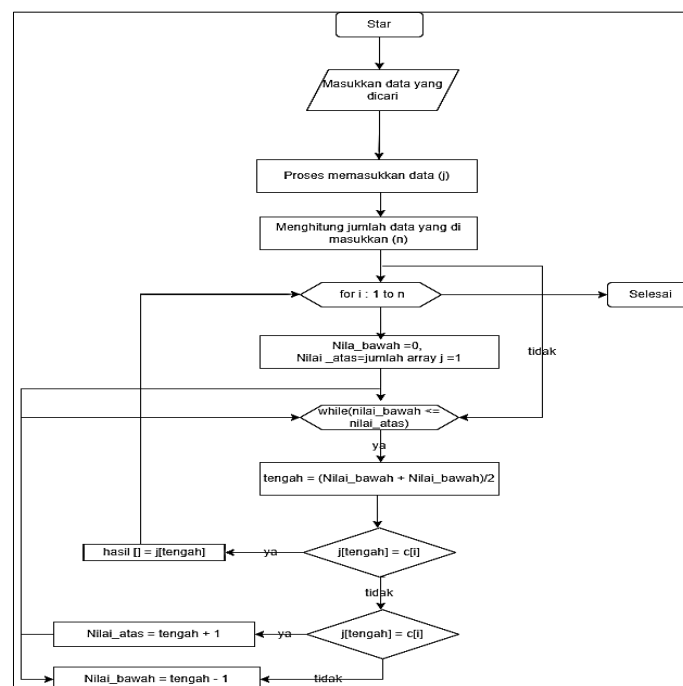 Star
Masukkan data yang
dicari
Proses memasukkan data (j)
Menghitung jumlah data yang di
masukkan (n)
for i : 1 to n
Selesai
Nila_bawah =0,
Nilai _atas=jumlah array j =1
tidak
while(nilai_bawah <=
nilai_atas)
ya
tengah = (Nilai_bawah + Nilai_bawah)/2
hasil [] = j[tengah]
ya
j[tengah] = c[i]
tidak
Nilai_atas = tengah + 1
ya
j[tengah] = c[i]
Nilai_bawah = tengah - 1
tidak